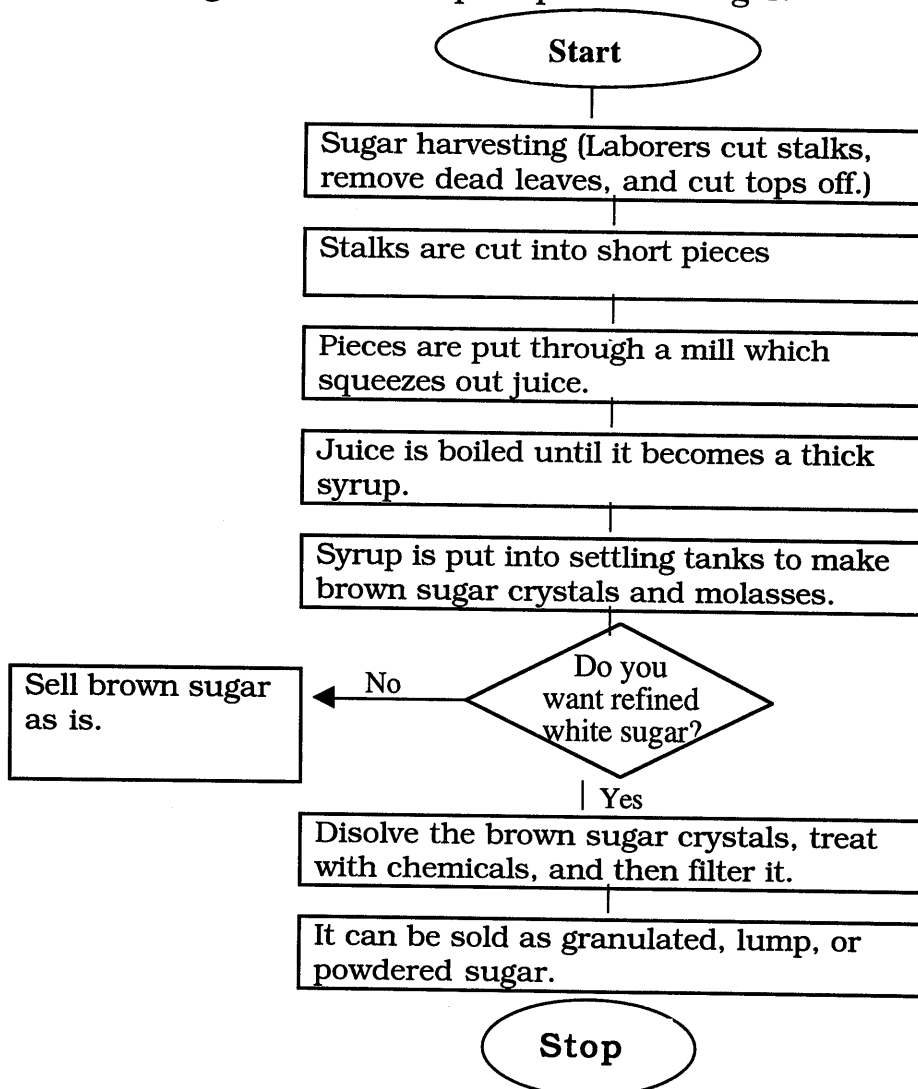 Start
Sugar harvesting (Laborers cut stalks,
remove dead leaves, and cut tops off.)
Stalks are cut into short pieces
Pieces are put through a mill which
squeezes out juice.
Juice is boiled until it becomes a thick
syrup.
Syrup is put into settling tanks to make
brown sugar crystals and molasses.
Do you
want refined
white sugar?
No
Sell brown sugar
as is.
Yes
Disolve the brown sugar crystals, treat
with chemicals, and then filter it.
It can be sold as granulated, lump, or
powdered sugar.
Stop